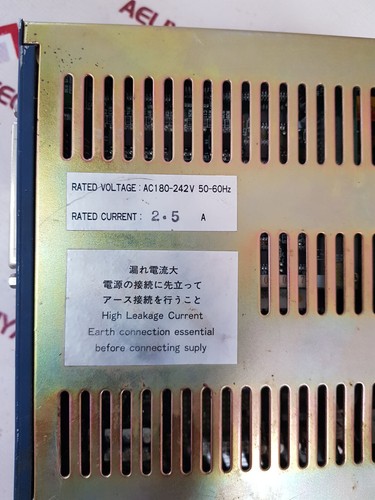 RATED VOLTAGE: AC180-242V 50-60Hz
RATED CURRENT: 2.5 A
漏れ電流大
電源の接続に先立って
アース接続を行うこと
High Leakage Current
Earth connection essential
before connecting suply